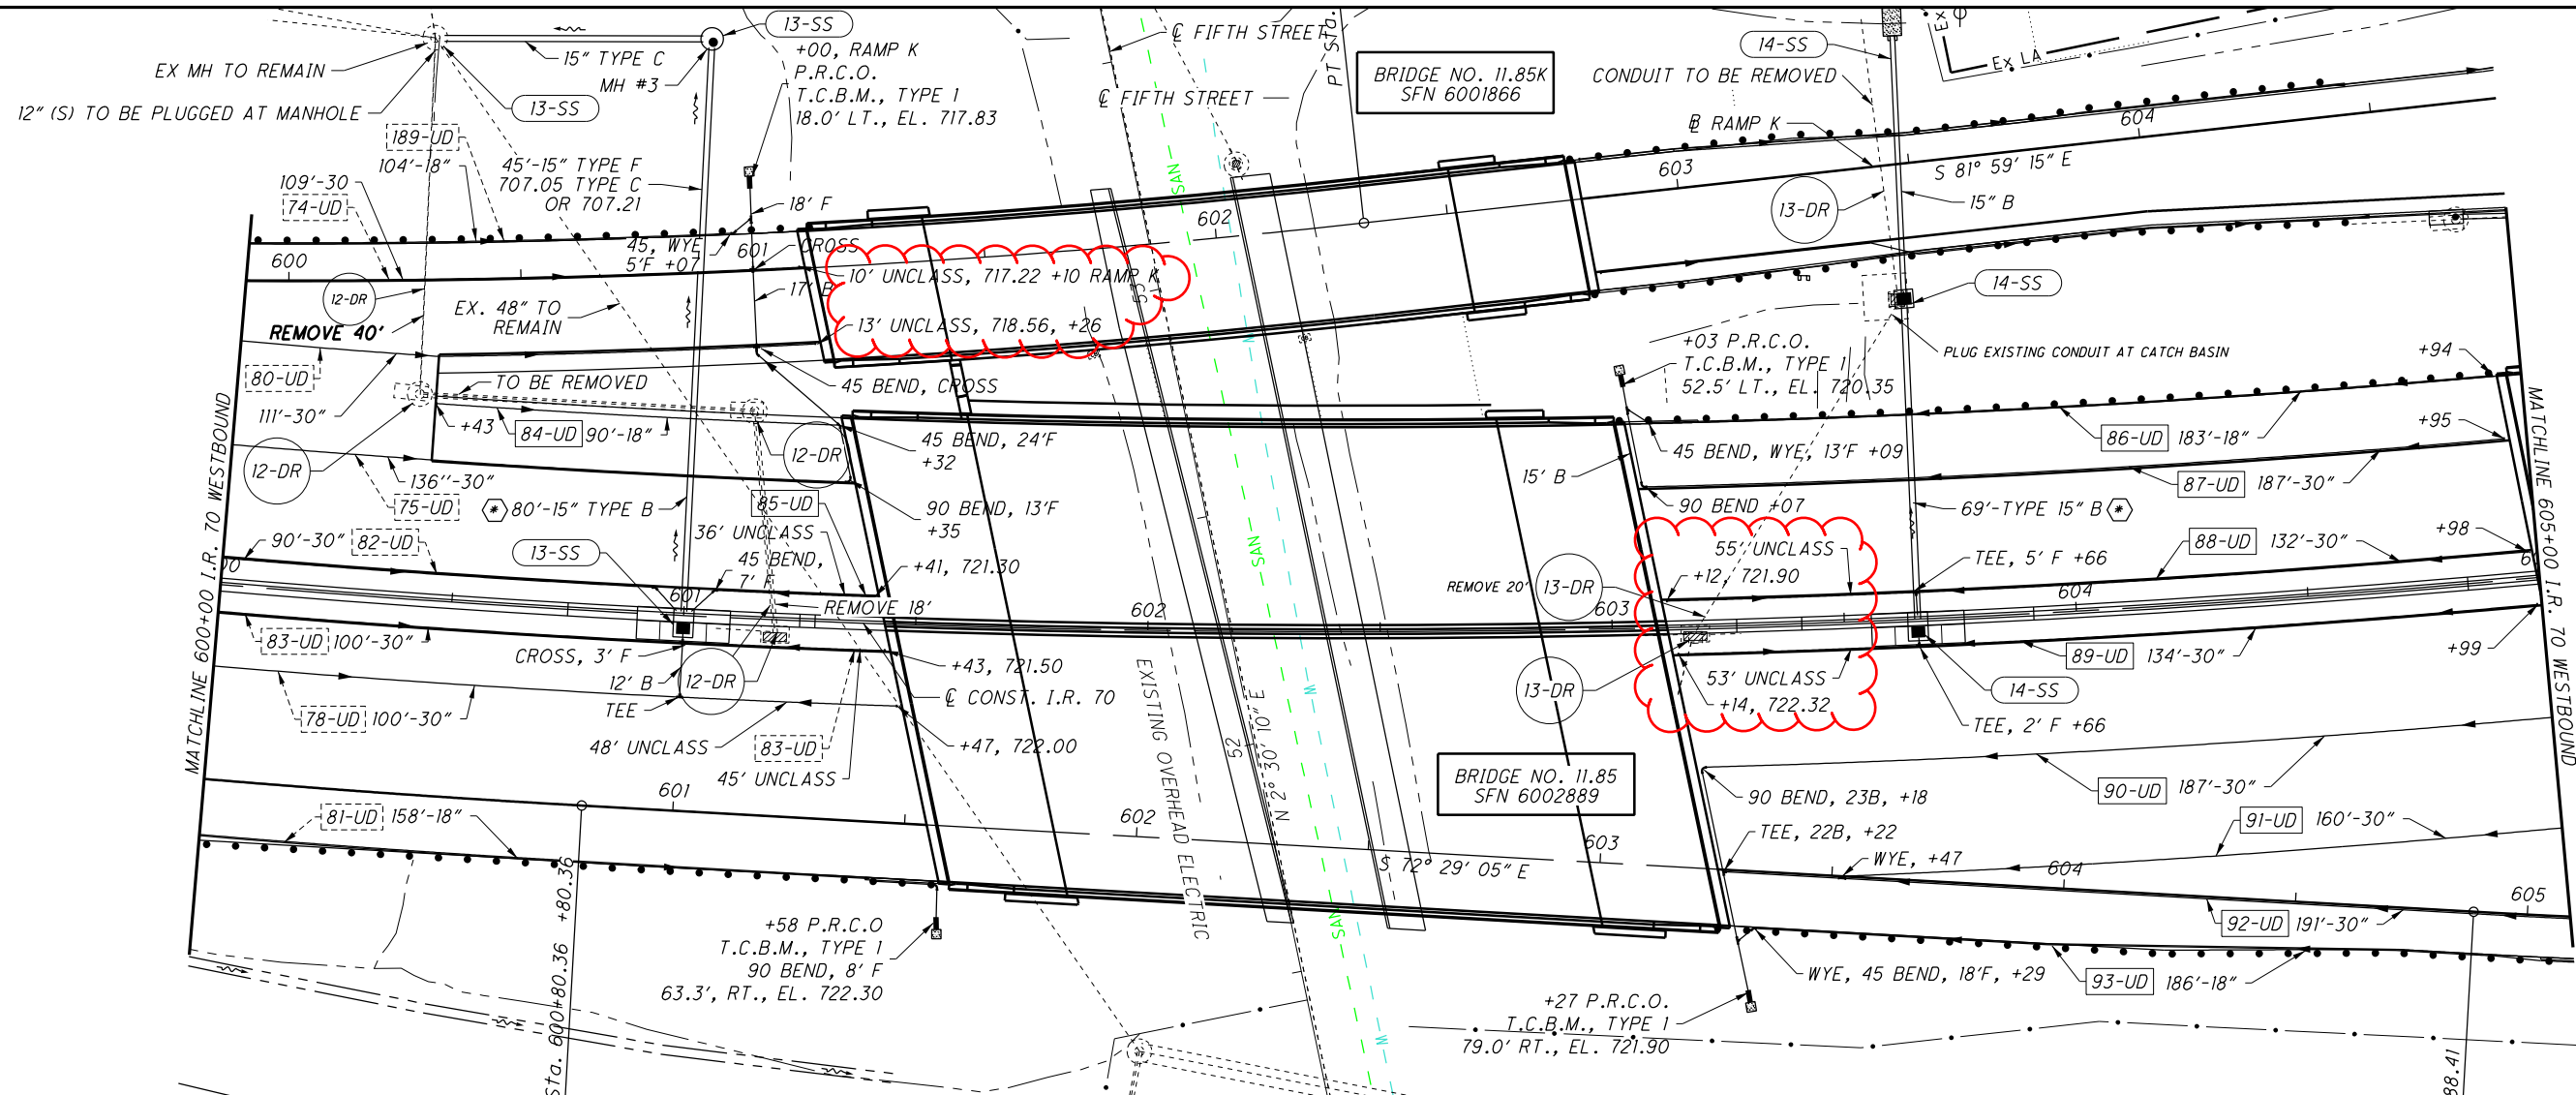 13-SS
+00, RAMP K
P.R.C.O.
T.C.B.M., TYPE 1
18.0' LT., EL. 717.83
15" TYPE C
MH #3
EX MH TO REMAIN
12" (S) TO BE PLUGGED AT MANHOLE
13-SS
189-UD
104'-18"
109'-30
74-UD
45'-15" TYPE F
707.05 TYPE C
OR 707.21
18' F
45, WYE
5'F +07
601
CROSS
600
12-DR
REMOVE 40'
EX. 48" TO
REMAIN
17' B
10' UNCLASS, 717.22 +10 RAMP K
13' UNCLASS, 718.56, +26
80-UD
111'-30"
TO BE REMOVED
45 BEND, CROSS
+43
84-UD 90'-18"
12-DR
12-DR
45 BEND, 24'F
+32
136''-30"
75-UD
* 80'-15" TYPE B
85-UD
90 BEND, 13'F
+35
36' UNCLASS
45 BEND,
7' F
90'-30" 82-UD
13-SS
+41, 721.30
00
601
REMOVE 18'
602
603
604
83-UD 100'-30"
CROSS, 3' F
12' B
12-DR
TEE
+43, 721.50
℄ CONST. I.R. 70
78-UD 100'-30"
48' UNCLASS
83-UD
45' UNCLASS
+47, 722.00
81-UD 158'-18"
601
602
603
604
605
S 72° 29' 05" E
+58 P.R.C.O
T.C.B.M., TYPE 1
90 BEND, 8' F
63.3', RT., EL. 722.30
Sta. 600+80.36
+80.36
MATCHLINE 600+00 I.R. 70 WESTBOUND
℄ FIFTH STREET
℄ FIFTH STREET
PT Sta.
BRIDGE NO. 11.85K
SFN 6001866
SAN
SAN
SAN
W
W
W
602
603
604
51
52
EXISTING OVERHEAD ELECTRIC
N 2° 30' 10" E
BRIDGE NO. 11.85
SFN 6002889
14-SS
CONDUIT TO BE REMOVED
Ex
Ex LA
B RAMP K
S 81° 59' 15" E
13-DR
15" B
14-SS
+03 P.R.C.O.
T.C.B.M., TYPE 1
52.5' LT., EL. 720.35
PLUG EXISTING CONDUIT AT CATCH BASIN
+94
+95
45 BEND, WYE, 13'F +09
86-UD 183'-18"
15' B
87-UD 187'-30"
90 BEND +07
69'-TYPE 15" B *
+98
55' UNCLASS
+12, 721.90
TEE, 5' F +66
88-UD 132'-30"
REMOVE 20'
13-DR
13-DR
53' UNCLASS
+14, 722.32
14-SS
TEE, 2' F +66
89-UD 134'-30"
+99
90 BEND, 23B, +18
90-UD 187'-30"
TEE, 22B, +22
91-UD 160'-30"
WYE, +47
92-UD 191'-30"
WYE, 45 BEND, 18'F, +29
93-UD 186'-18"
+27 P.R.C.O.
T.C.B.M., TYPE 1
79.0' RT., EL. 721.90
88.41
MATCHLINE 605+00 I.R. 70 WESTBOUND